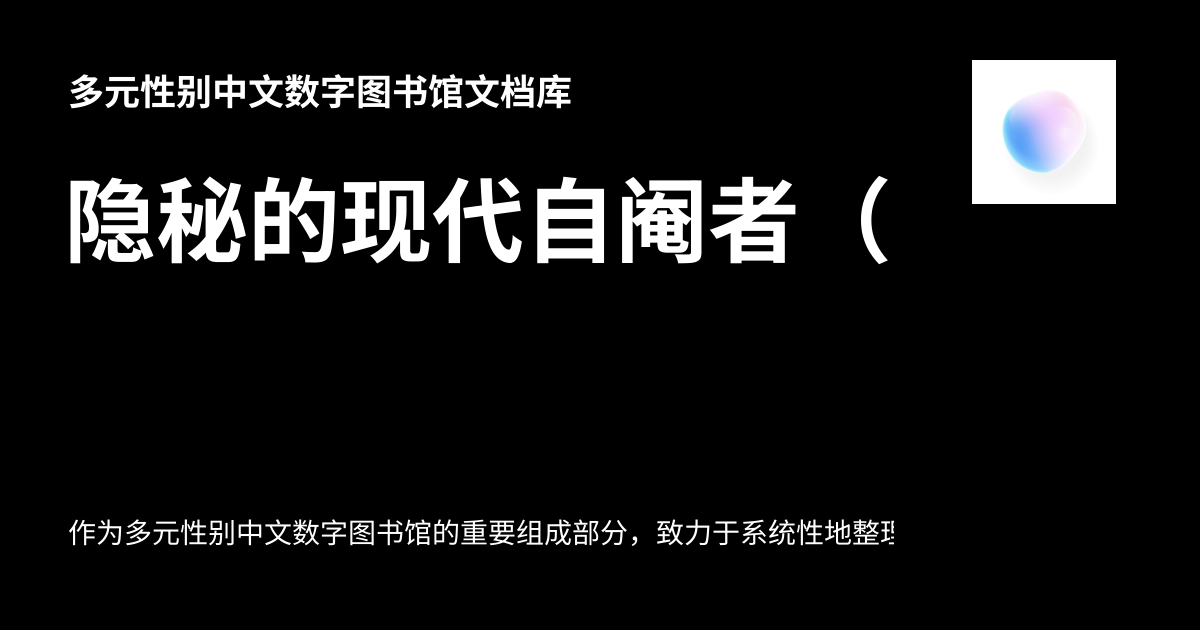 多元性别中文数字图书馆文档库
隐秘的现代自阉者（
作为多元性别中文数字图书馆的重要组成部分，致力于系统性地整理